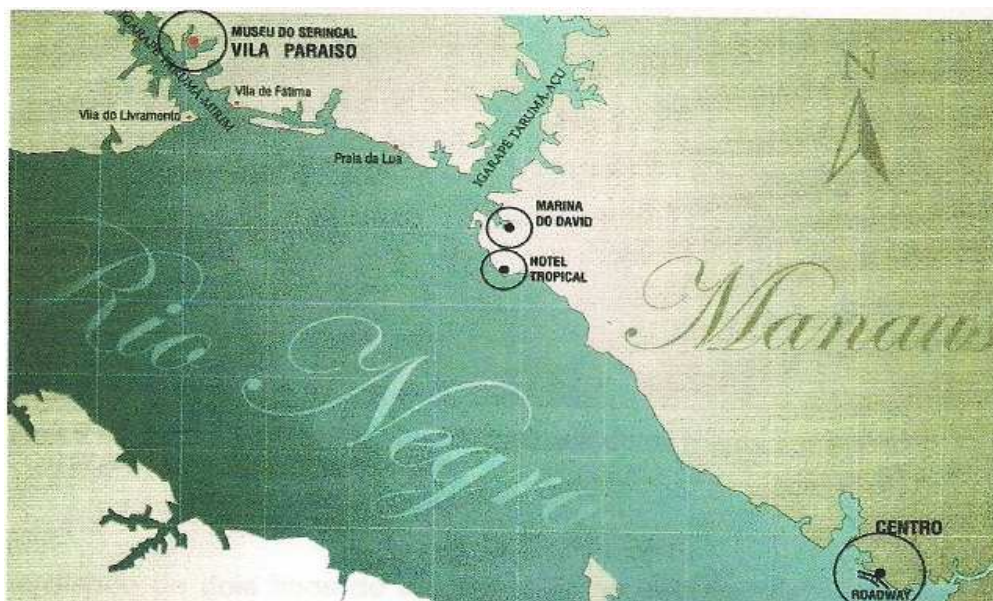 MUSEU DO SERINGAL
VILA PARAISO
IGARAPÉ TARUMÃ-MIRIM
Vila de Fátima
Vila do Livramento
Praia da Lua
IGARAPÉ TARUMÃ-AÇU
N
MARINA
DO DAVID
HOTEL
TROPICAL
Rio Negro
Manaus
CENTRO
ROADWAY